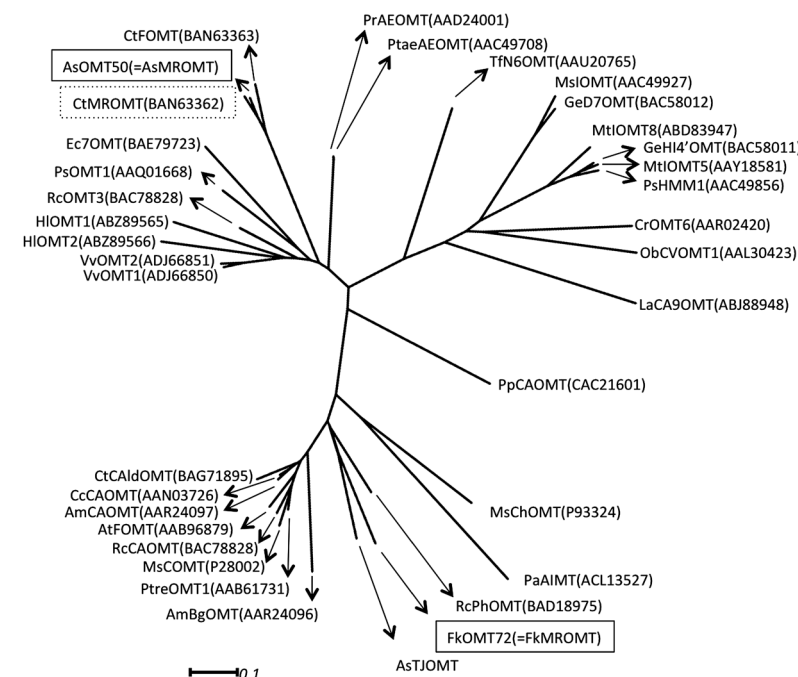 PrAEOMT(AAD24001)
CtFOMT(BAN63363)
PtaeAEOMT(AAC49708)
TfN6OMT(AAU20765)
AsOMT50(=AsMROMT)
MsIOMT(AAC49927)
CtMROMT(BAN63362)
GeD7OMT(BAC58012)
MtIOMT8(ABD83947)
Ec7OMT(BAE79723)
GeHI4'OMT(BAC58011)
PsOMT1(AAQ01668)
MtIOMT5(AAY18581)
PsHMM1(AAC49856)
RcOMT3(BAC78828)
HlOMT1(ABZ89565)
CrOMT6(AAR02420)
HlOMT2(ABZ89566)
ObCVOMT1(AAL30423)
VvOMT2(ADJ66851)
VvOMT1(ADJ66850)
LaCA9OMT(ABJ88948)
PpCAOMT(CAC21601)
CtCAldOMT(BAG71895)
CcCAOMT(AAN03726)
AmCAOMT(AAR24097)
MsChOMT(P93324)
AtFOMT(AAB96879)
RcCAOMT(BAC78828)
MsCOMT(P28002)
PaAIMT(ACL13527)
PtreOMT1(AAB61731)
RcPhOMT(BAD18975)
AmBgOMT(AAR24096)
FkOMT72(=FkMROMT)
AsTJOMT
0.1